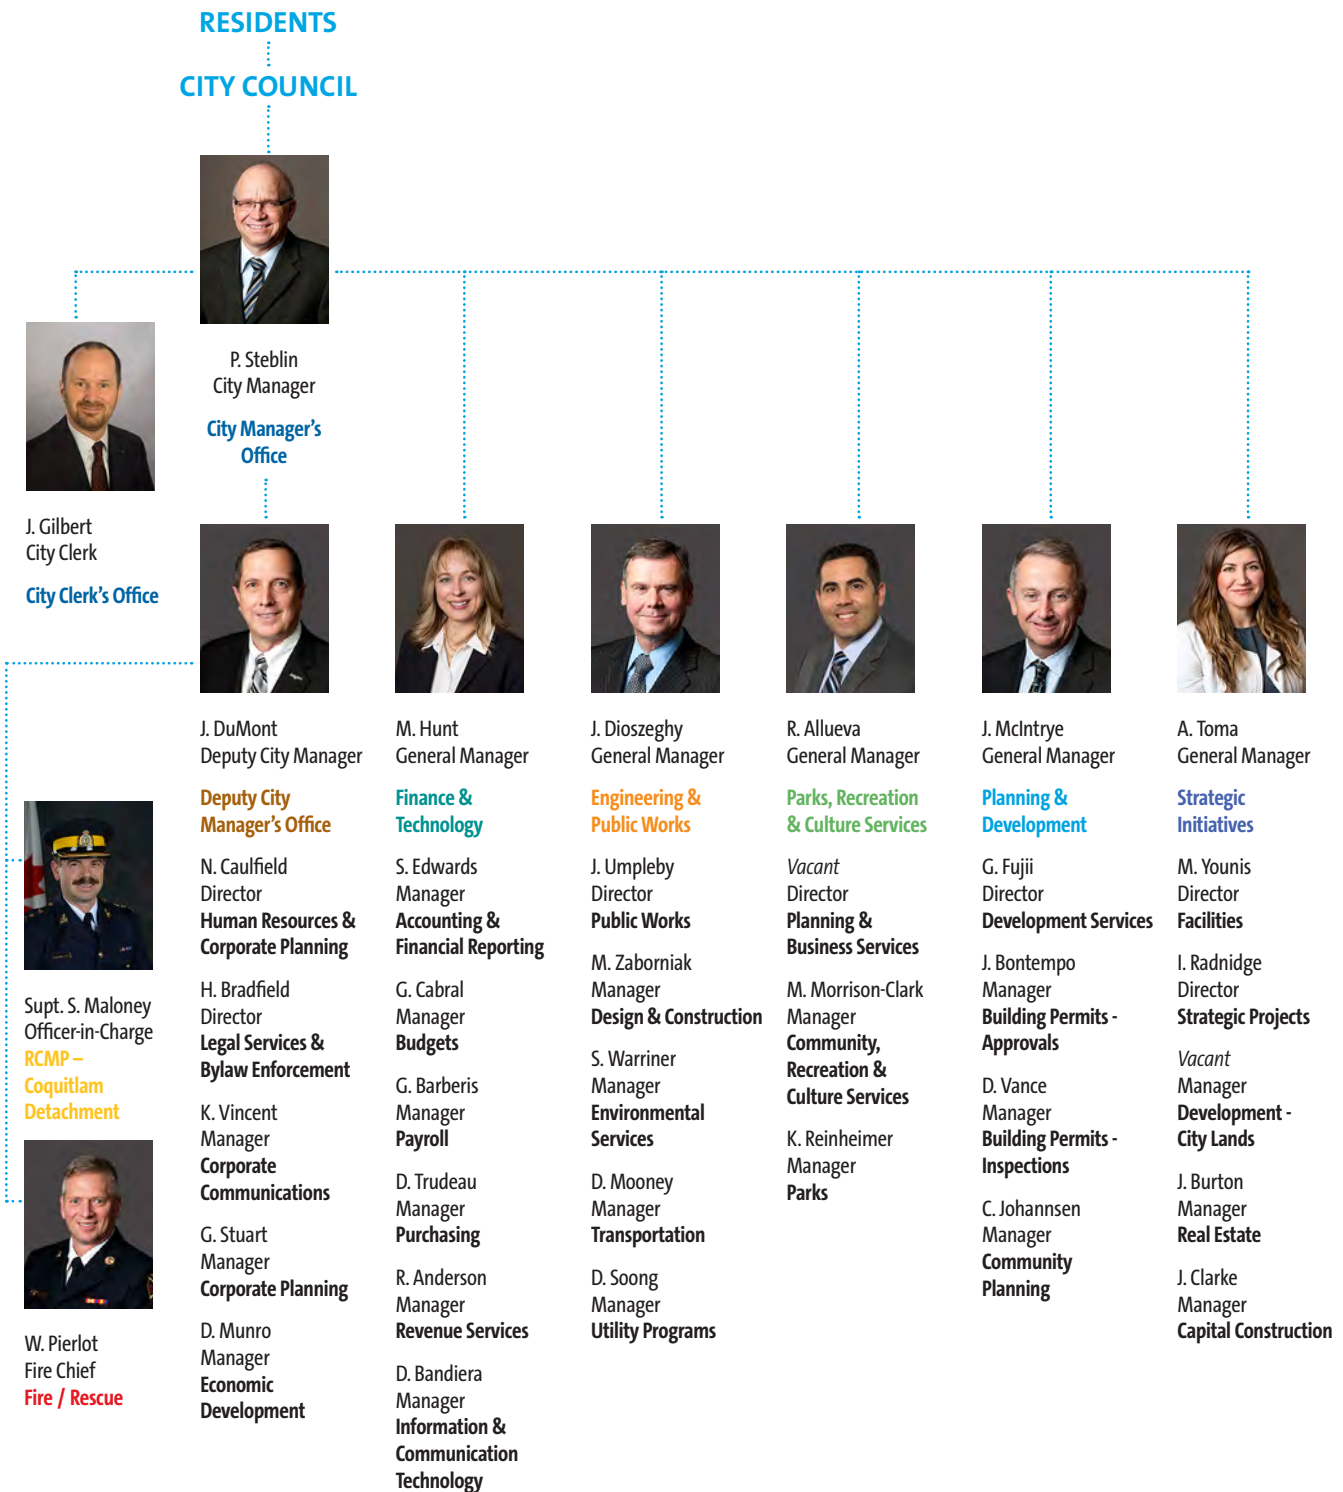 RESIDENTS
CITY COUNCIL
P. Steblin
City Manager
City Manager's
Office
J. Gilbert
City Clerk
City Clerk's Office
J. DuMont
Deputy City Manager
Deputy City
Manager's Office
N. Caulfield
Director
Human Resources &
Corporate Planning
H. Bradfield
Director
Legal Services &
Bylaw Enforcement
K. Vincent
Manager
Corporate
Communications
G. Stuart
Manager
Corporate Planning
D. Munro
Manager
Economic
Development
Supt. S. Maloney
Officer-in-Charge
RCMP –
Coquitlam
Detachment
W. Pierlot
Fire Chief
Fire / Rescue
M. Hunt
General Manager
Finance &
Technology
S. Edwards
Manager
Accounting &
Financial Reporting
G. Cabral
Manager
Budgets
G. Barberis
Manager
Payroll
D. Trudeau
Manager
Purchasing
R. Anderson
Manager
Revenue Services
D. Bandiera
Manager
Information &
Communication
Technology
J. Dioszeghy
General Manager
Engineering &
Public Works
J. Umpleby
Director
Public Works
M. Zaborniak
Manager
Design & Construction
S. Warriner
Manager
Environmental
Services
D. Mooney
Manager
Transportation
D. Soong
Manager
Utility Programs
R. Allueva
General Manager
Parks, Recreation
& Culture Services
Vacant
Director
Planning &
Business Services
M. Morrison-Clark
Manager
Community,
Recreation &
Culture Services
K. Reinheimer
Manager
Parks
J. McIntrye
General Manager
Planning &
Development
G. Fujii
Director
Development Services
J. Bontempo
Manager
Building Permits -
Approvals
D. Vance
Manager
Building Permits -
Inspections
C. Johannsen
Manager
Community
Planning
A. Toma
General Manager
Strategic
Initiatives
M. Younis
Director
Facilities
I. Radnidge
Director
Strategic Projects
Vacant
Manager
Development -
City Lands
J. Burton
Manager
Real Estate
J. Clarke
Manager
Capital Construction